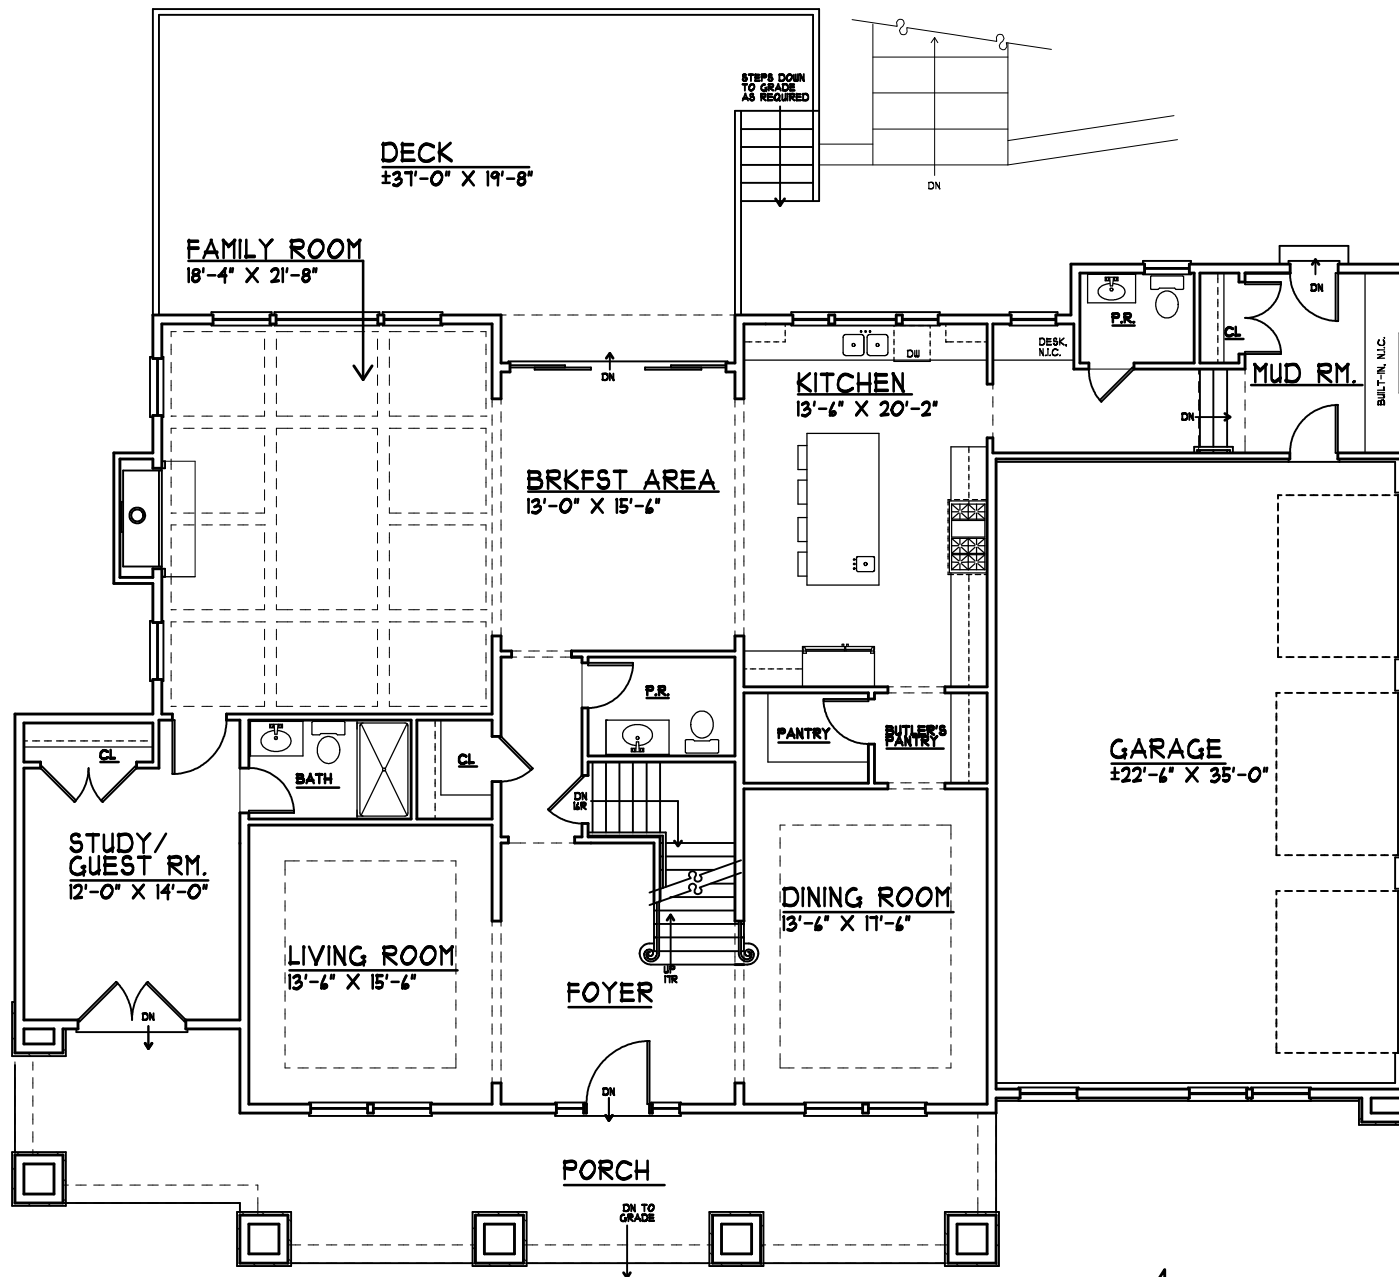 STEPS DOWN
TO GRADE
AS REQUIRED
DN
DECK
±37'-0" X 19'-8"
FAMILY ROOM
18'-4" X 21'-8"
DN
P.R.
CL
MUD RM.
BUILT-IN, N.I.C.
DESK,
N.I.C.
DW
DN
KITCHEN
13'-6" X 20'-2"
DN
BRKFST AREA
13'-0" X 15'-6"
P.R.
PANTRY
BUTLER'S
PANTRY
GARAGE
±22'-6" X 35'-0"
CL
BATH
CL
DN
16R
STUDY/
GUEST RM.
12'-0" X 14'-0"
DINING ROOM
13'-6" X 17'-6"
LIVING ROOM
13'-6" X 15'-6"
UP
17R
FOYER
DN
DN
PORCH
DN TO
GRADE